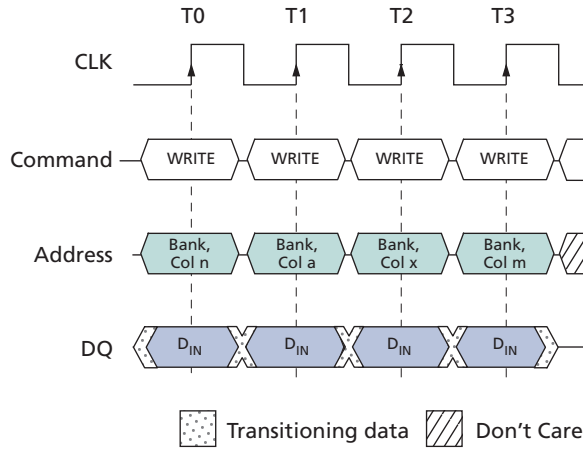 T0 T1 T2 T3
CLK
Command WRITE WRITE WRITE WRITE
Address Bank, Col n Bank, Col a Bank, Col x Bank, Col m
DQ DIN DIN DIN DIN
Transitioning data Don't Care